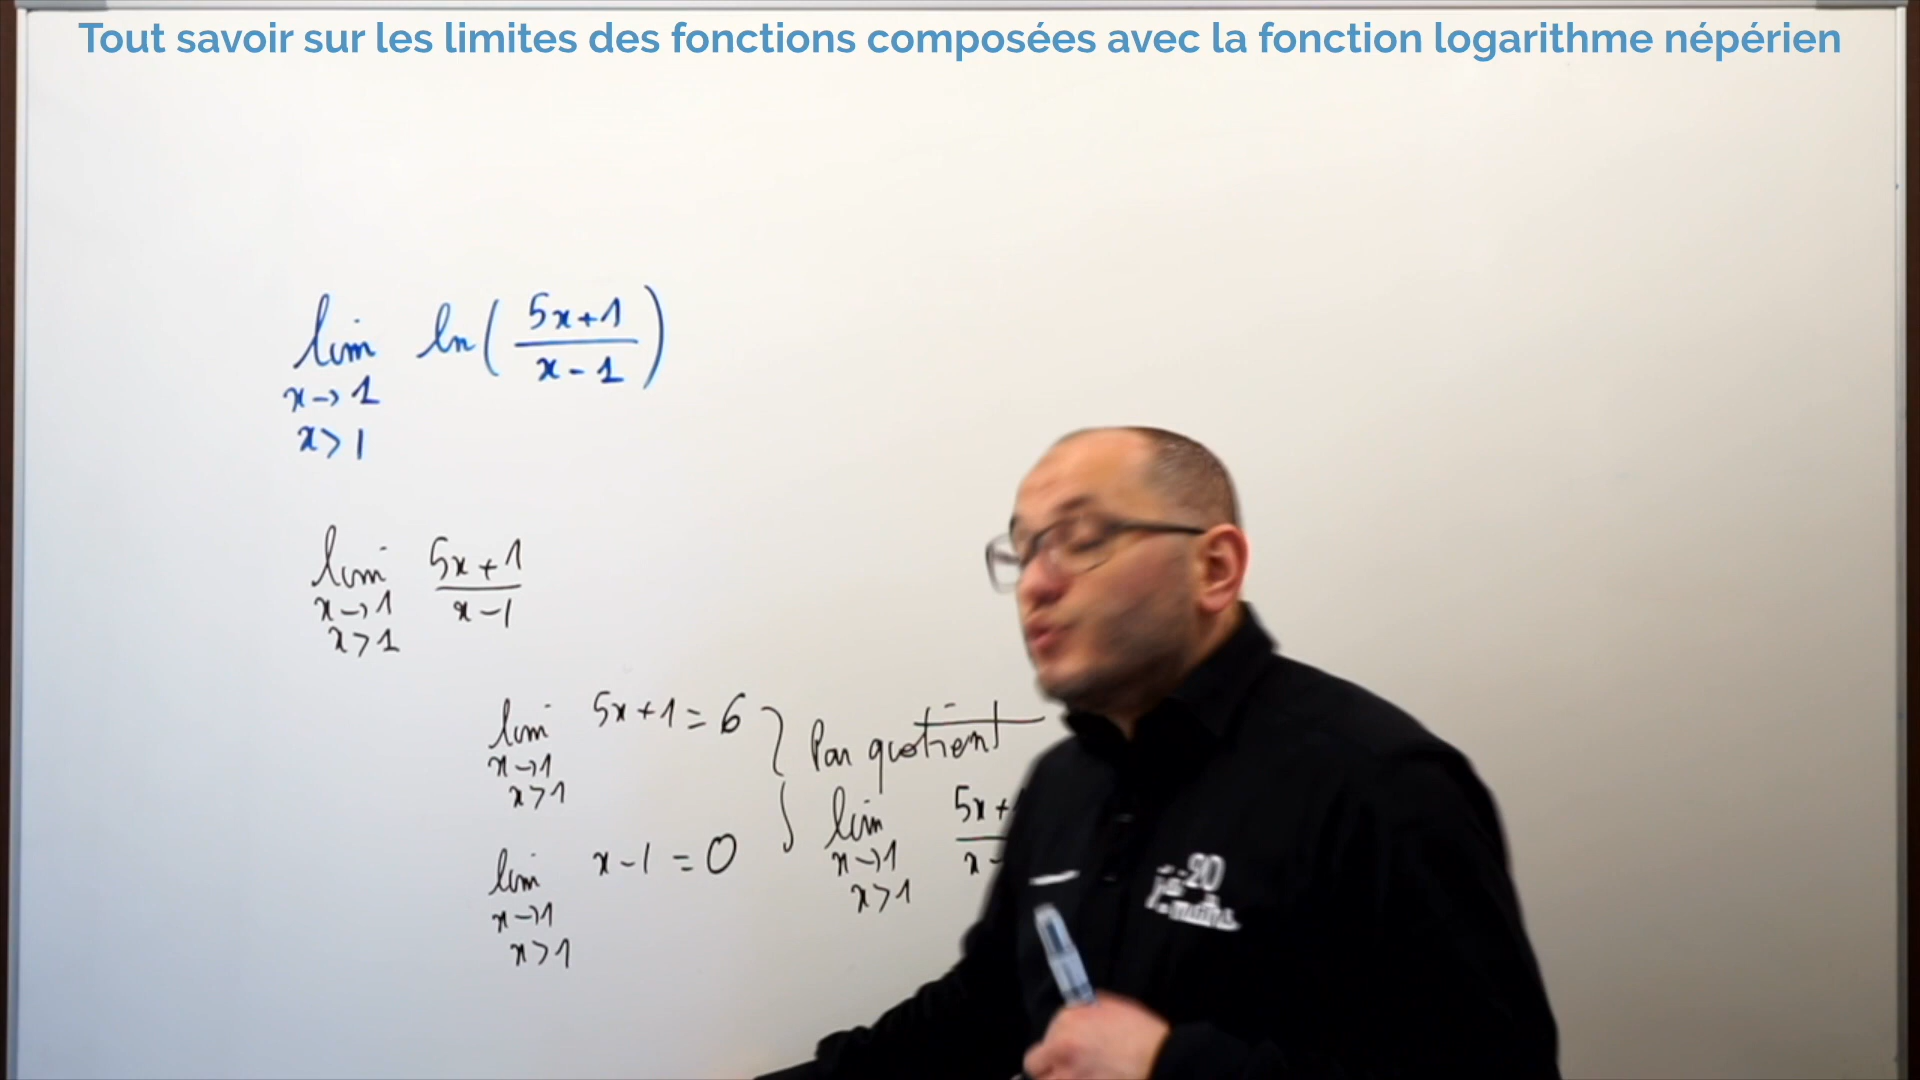 Tout savoir sur les limites des fonctions composées avec la fonction logarithme népérien
lim ln(5x+1 / x-1)
x→1
x>1
lim 5x+1 / x-1
x→1
x>1
lim 5x+1=6
x→1
x>1
Par quotient
lim 5x+
x→1 x-
x>1
lim x-1=0
x→1
x>1
20